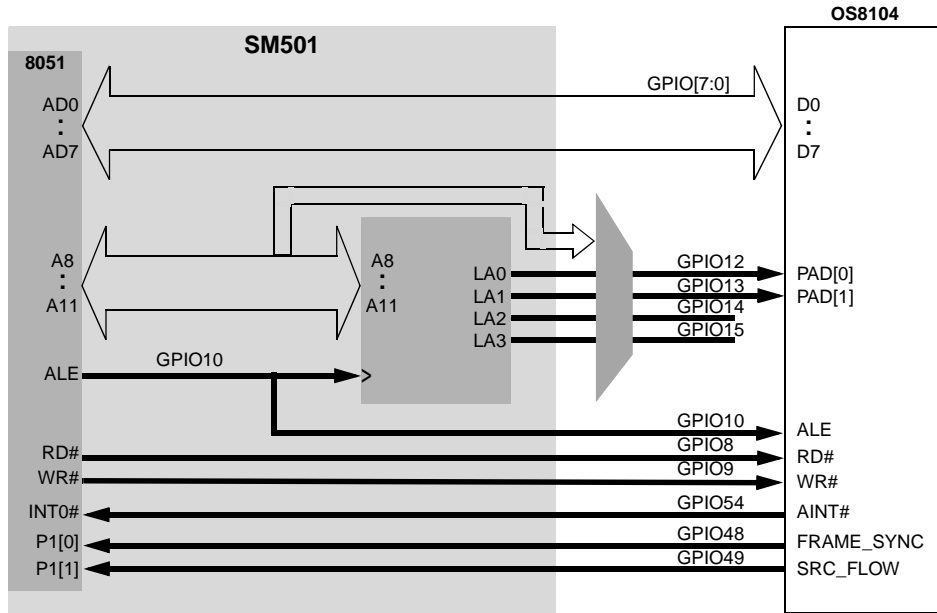 OS8104
SM501
8051
GPIO[7:0]
AD0
:
AD7
D0
:
D7
A8
:
A11
A8
:
A11
LA0
LA1
LA2
LA3
GPIO12
GPIO13
GPIO14
GPIO15
PAD[0]
PAD[1]
ALE
GPIO10
>
GPIO10
ALE
RD#
GPIO8
RD#
WR#
GPIO9
WR#
INT0#
GPIO54
AINT#
P1[0]
GPIO48
FRAME_SYNC
P1[1]
GPIO49
SRC_FLOW